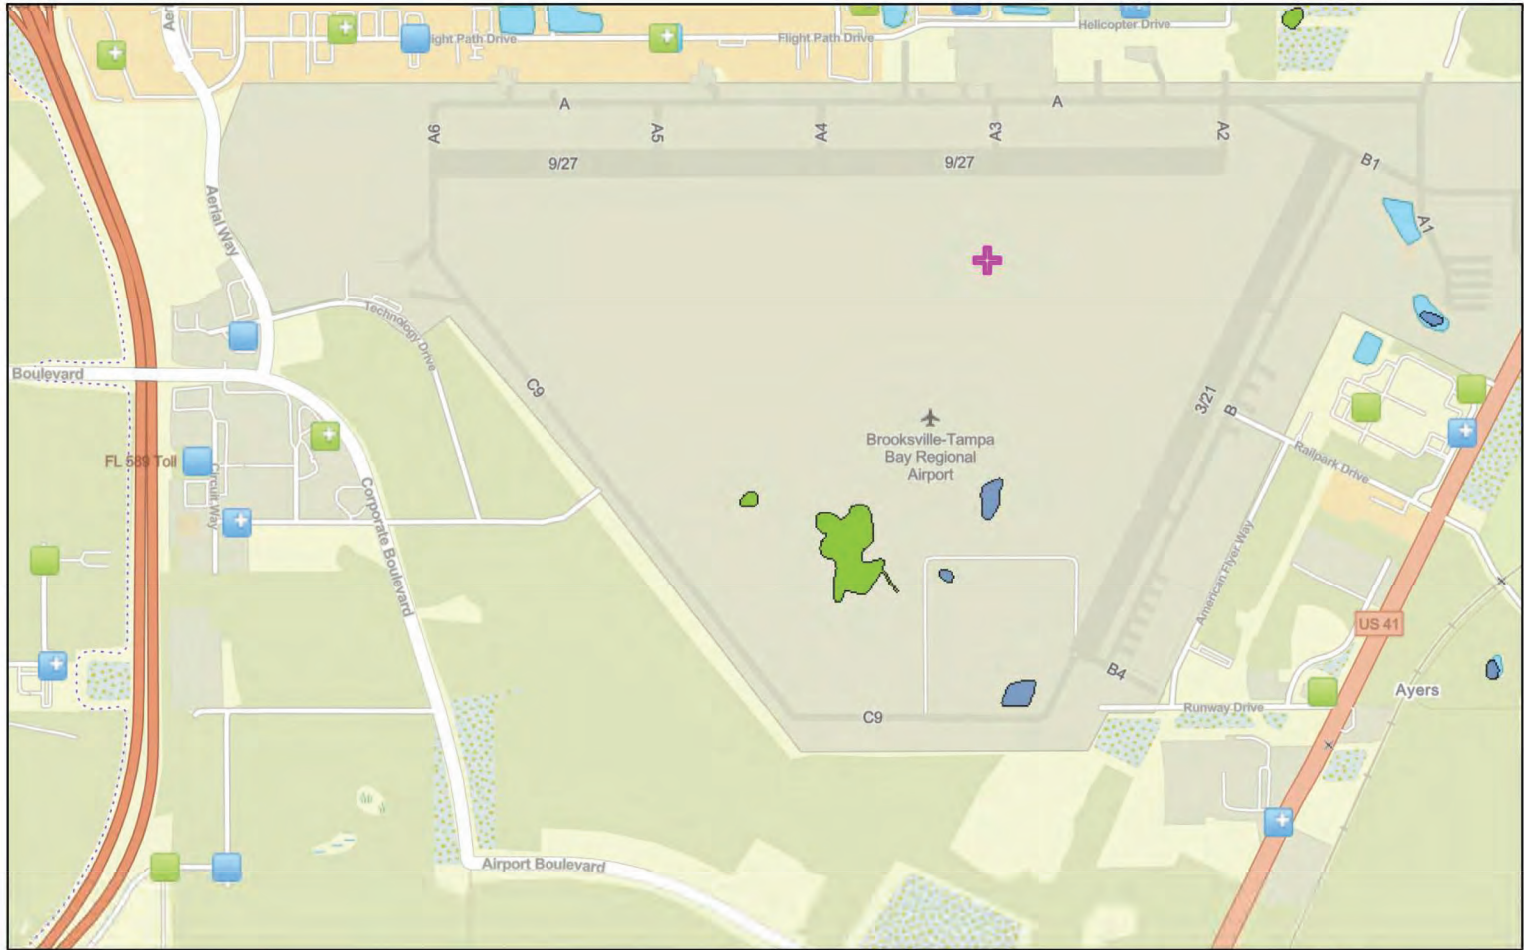 Aer
ight Path Drive
Flight Path Drive
Helicopter Drive
A
A
A6
A5
A4
A3
A2
9/27
9/27
B1
Aerial Way
A1
Technology Drive
Boulevard
C9
3/21
B
Brooksville-Tampa
Bay Regional
Airport
FL 589 Toll
Circuit Way
Railpark Drive
Corporate Boulevard
American Flyer Way
US 41
B4
Ayers
C9
Runway Drive
Airport Boulevard